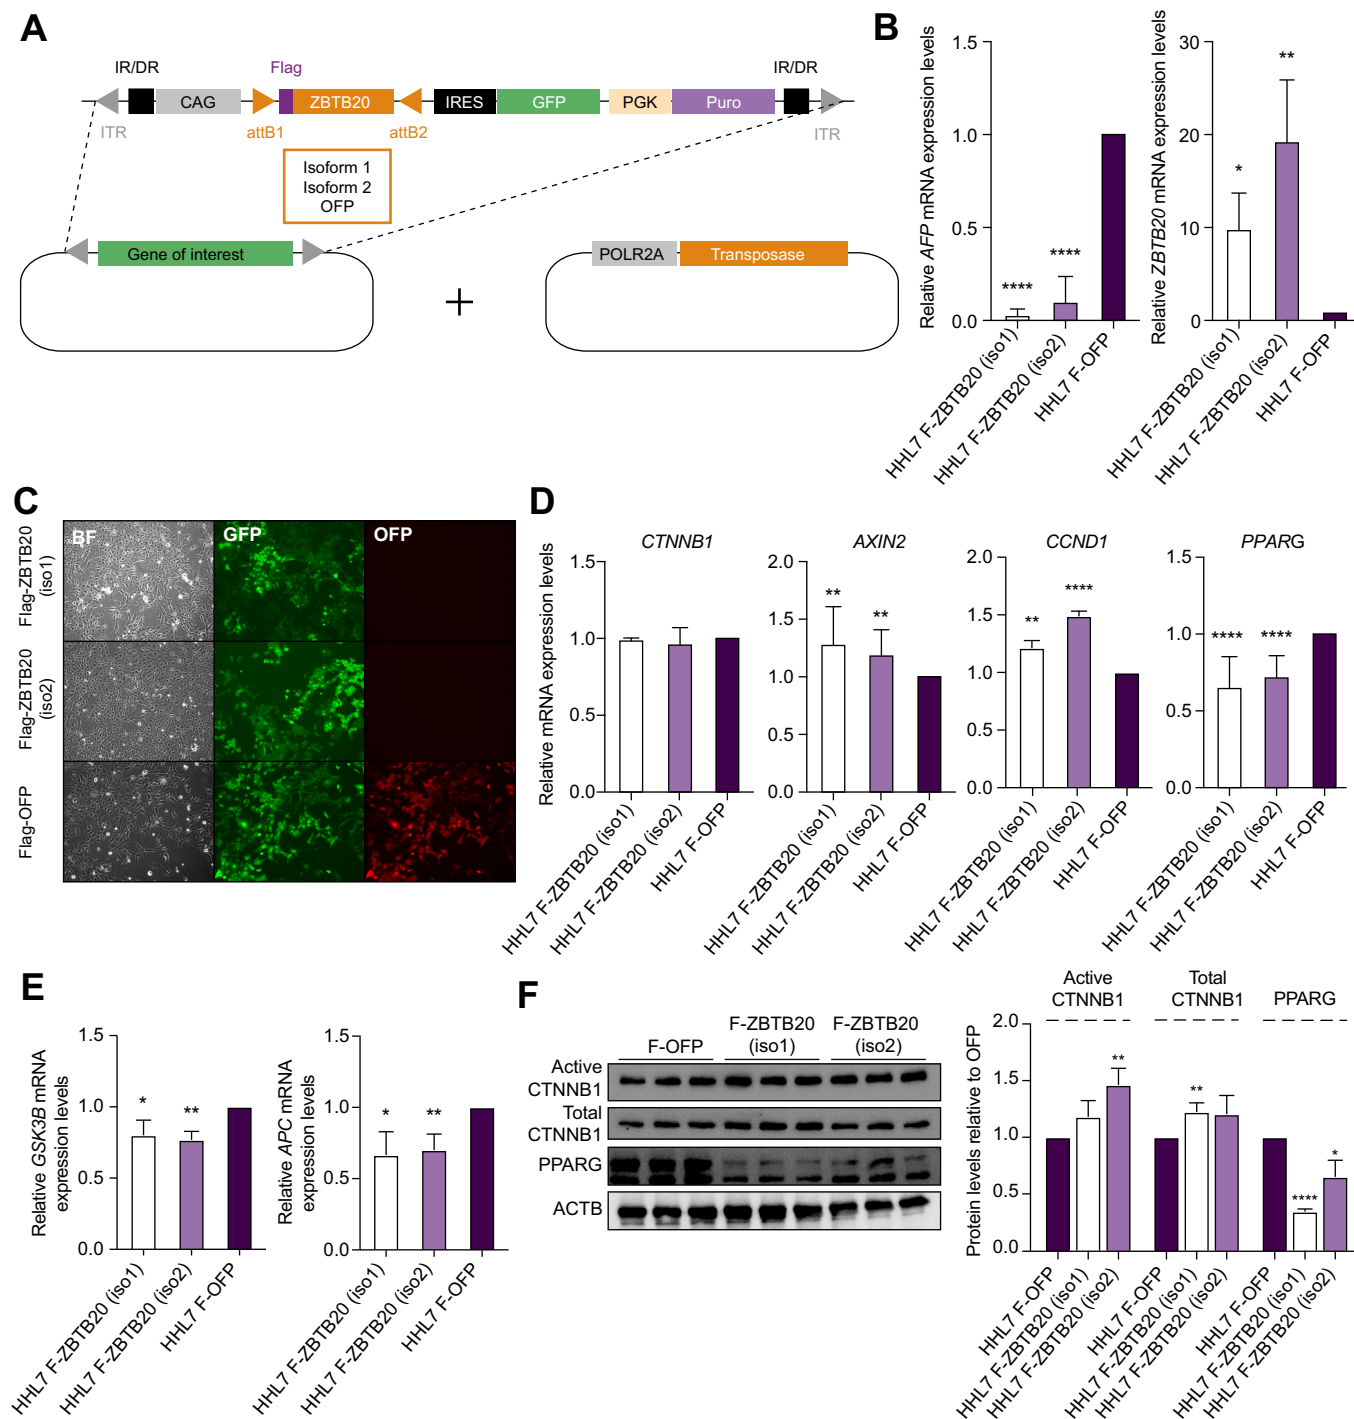 A
IR/DR
Flag
IR/DR
CAG
ZBTB20
IRES
GFP
PGK
Puro
ITR
attB1
attB2
ITR
Isoform 1
Isoform 2
OFP
Gene of interest
+
POLR2A
Transposase
B
Relative AFP mRNA expression levels
1.5
1.0
0.5
0.0
****
****
HHL7 F-ZBTB20 (iso1)
HHL7 F-ZBTB20 (iso2)
HHL7 F-OFP
Relative ZBTB20 mRNA expression levels
30
20
10
0
*
**
HHL7 F-ZBTB20 (iso1)
HHL7 F-ZBTB20 (iso2)
HHL7 F-OFP
C
BF
GFP
OFP
Flag-ZBTB20
(iso1)
Flag-ZBTB20
(iso2)
Flag-OFP
D
Relative mRNA expression levels
CTNNB1
1.5
1.0
0.5
0.0
HHL7 F-ZBTB20 (iso1)
HHL7 F-ZBTB20 (iso2)
HHL7 F-OFP
AXIN2
2.0
1.5
1.0
0.5
0.0
**
**
HHL7 F-ZBTB20 (iso1)
HHL7 F-ZBTB20 (iso2)
HHL7 F-OFP
CCND1
2.0
1.5
1.0
0.5
0.0
**
****
HHL7 F-ZBTB20 (iso1)
HHL7 F-ZBTB20 (iso2)
HHL7 F-OFP
PPARG
1.5
1.0
0.5
0.0
****
****
HHL7 F-ZBTB20 (iso1)
HHL7 F-ZBTB20 (iso2)
HHL7 F-OFP
E
Relative GSK3B mRNA
expression levels
1.5
1.0
0.5
0.0
*
**
HHL7 F-ZBTB20 (iso1)
HHL7 F-ZBTB20 (iso2)
HHL7 F-OFP
Relative APC mRNA
expression levels
1.5
1.0
0.5
0.0
*
**
HHL7 F-ZBTB20 (iso1)
HHL7 F-ZBTB20 (iso2)
HHL7 F-OFP
F
F-OFP
F-ZBTB20
(iso1)
F-ZBTB20
(iso2)
Active
CTNNB1
Total
CTNNB1
PPARG
ACTB
Protein levels relative to OFP
Active
CTNNB1
Total
CTNNB1
PPARG
2.0
1.5
1.0
0.5
0.0
**
**
****
*
HHL7 F-OFP
HHL7 F-ZBTB20 (iso1)
HHL7 F-ZBTB20 (iso2)
HHL7 F-OFP
HHL7 F-ZBTB20 (iso1)
HHL7 F-ZBTB20 (iso2)
HHL7 F-OFP
HHL7 F-ZBTB20 (iso1)
HHL7 F-ZBTB20 (iso2)